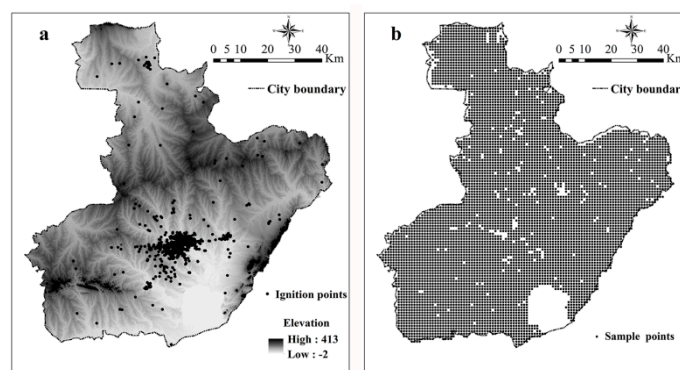 a
0 5 10 20 30 40
Km
City boundary
Ignition points
Elevation
High : 413
Low : -2
b
0 5 10 20 30 40
Km
City boundary
Sample points